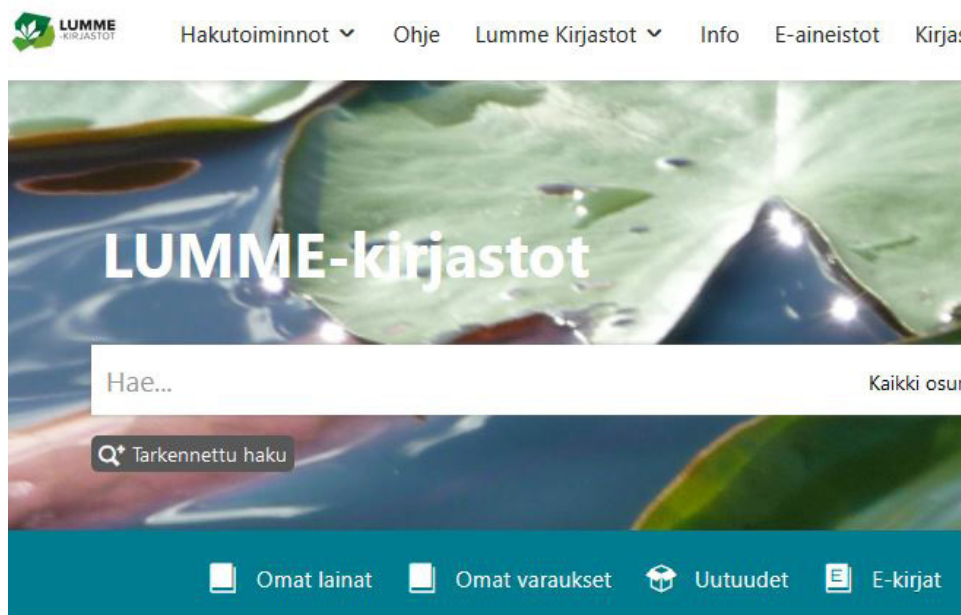 LUMME
-KIRJASTOT
Hakutoiminnot Ohje Lumme Kirjastot Info E-aineistot
LUMME-kirjastot
Hae...
Kaikki
Tarkennettu haku
Omat lainat Omat varaukset Uutuudet E-kirjat